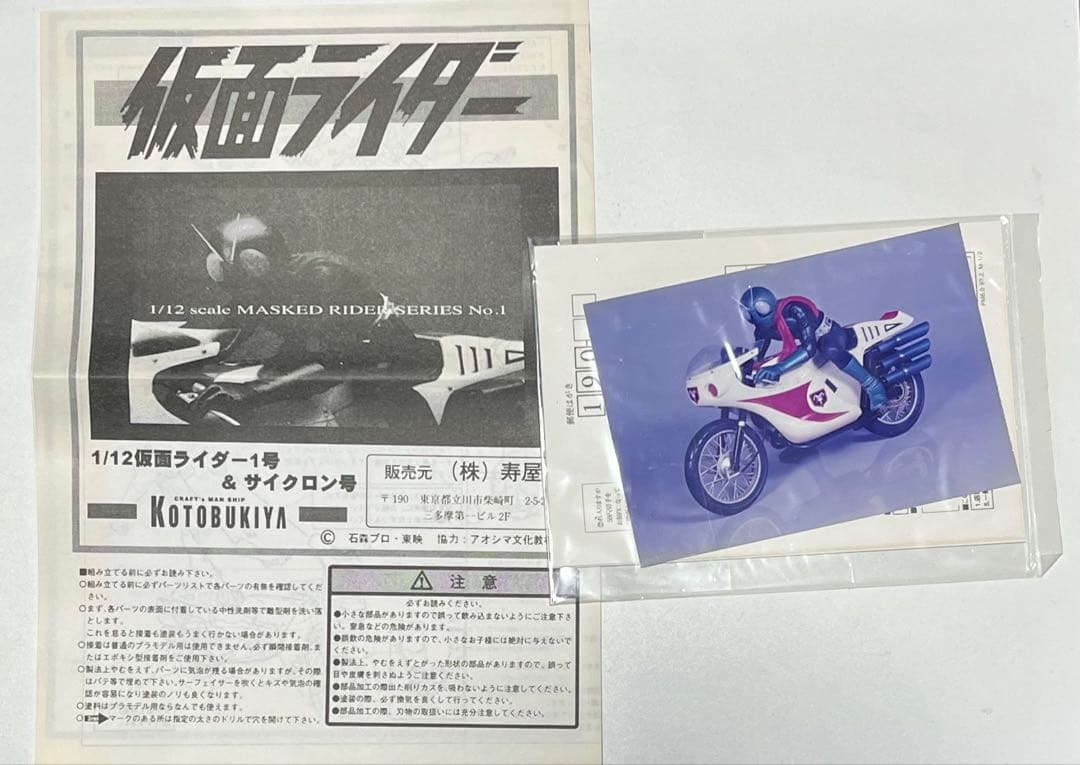 仮面ライダー
1/12 scale MASKED RIDER SERIES No.1
1/12仮面ライダー1号
& サイクロン号
CRAFT's MAN SHIP
KOTOBUKIYA
販売元 (株)寿屋
〒190 東京都立川市柴崎町 2-5-2
三多摩第一ビル2F
© 石森プロ・東映 協力:アオシマ文化教
■組み立てる前に必ずお読み下さい。
○組み立てる前に必ずパーツリストで各パーツの有無を確認してくだ
さい。
○まず、各パーツの表面に付着している中性洗剤等で離型剤を洗い落
とします。
これを怠ると接着も塗装もうまく行かない場合があります。
○接着は普通のプラモデル用は使用できません。必ず瞬間接着剤、ま
たはエポキシ型接着剤をご使用下さい。
○製法上やむをえず、パーツに気泡が残る場合がありますが、その際
はパテ等で埋めて下さい。サーフェイサーを吹くとキズや気泡の確
認が容易になり塗装のノリも良くなります。
○塗料はプラモデル用ならなんでも使えます。
○マークのある所は指定の太さのドリルで穴を開けて下さい。
注意
必ずお読みください。
●小さな部品がありますので誤って飲み込まないようにご注意下さ
い。窒息などの危険があります。
●誤飲の危険がありますので、小さなお子様には絶対に与えないで
ください。
●製法上、やむをえずとがった形状の部品がありますので、誤って
目や皮膚を刺さぬようご注意ください。
●部品加工の際出た削りカスを、吸わないように注意してください。
●塗装の際、必ず換気を良くして行ってください。
●部品加工の際、刃物の取扱いには充分注意してください。
郵便はがき
190
1